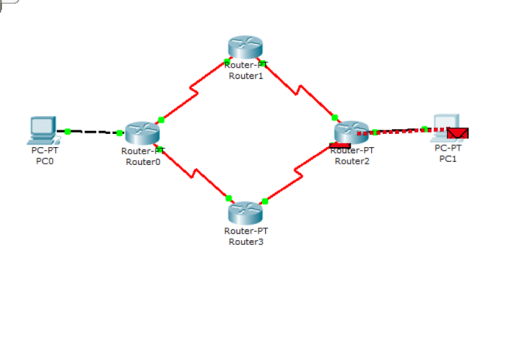 Router-PT
Router1
PC-PT
PC0
Router-PT
Router0
Router-PT
Router2
PC-PT
PC1
Router-PT
Router3